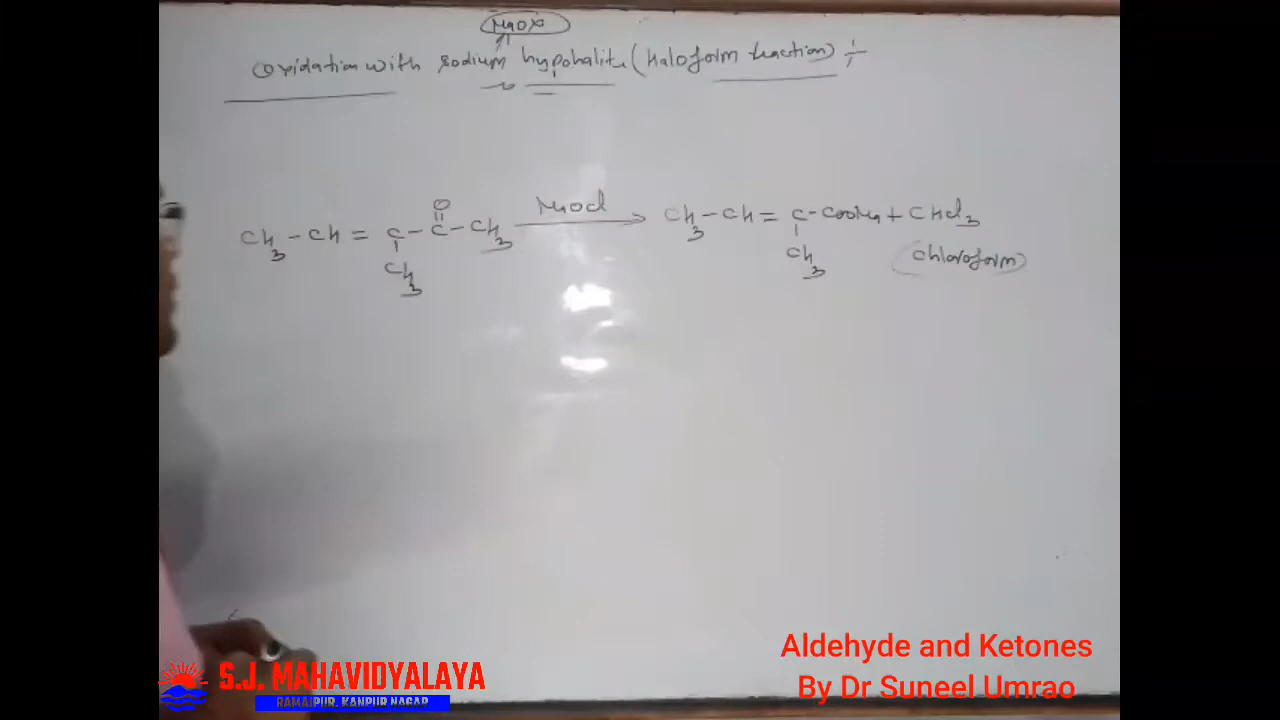 NaOX
Oxidation with sodium hypohalite (Haloform reaction) :-
O
CH3-CH=C-C-CH3 NaOCl CH3-CH=C-COONa + CHCl3
CH3 CH3 (Chloroform)
Aldehyde and Ketones
By Dr Suneel Umrao
S.J. MAHAVIDYALAYA
RAMAIPUR, KANPUR NAGAR